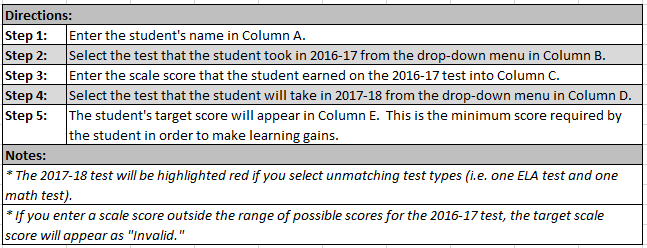 Directions:
Step 1: Enter the student's name in Column A.
Step 2: Select the test that the student took in 2016-17 from the drop-down menu in Column B.
Step 3: Enter the scale score that the student earned on the 2016-17 test into Column C.
Step 4: Select the test that the student will take in 2017-18 from the drop-down menu in Column D.
Step 5: The student's target score will appear in Column E.  This is the minimum score required by
the student in order to make learning gains.
Notes:
* The 2017-18 test will be highlighted red if you select unmatching test types (i.e. one ELA test and one
math test).
* If you enter a scale score outside the range of possible scores for the 2016-17 test, the target scale
score will appear as "Invalid."